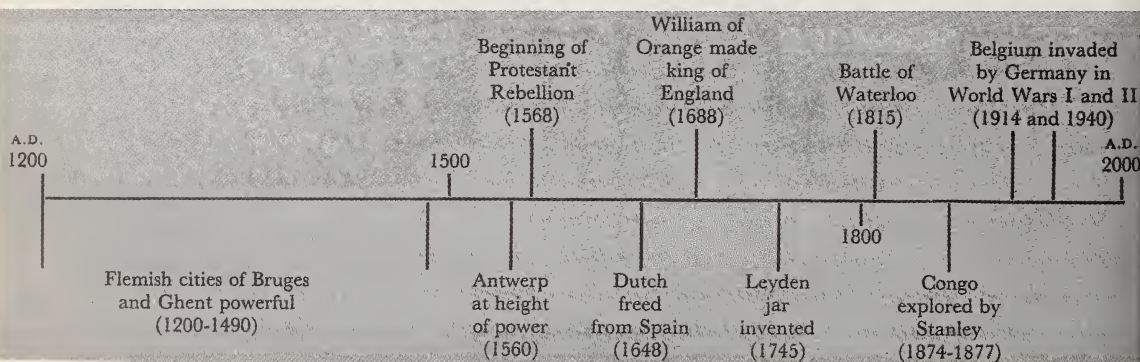 Beginning of
Protestant
Rebellion
(1568)
William of
Orange made
king of
England
(1688)
Battle of
Waterloo
(1815)
Belgium invaded
by Germany in
World Wars I and II
(1914 and 1940)
A.D.
1200
1500
1800
A.D.
2000
Flemish cities of Bruges
and Ghent powerful
(1200-1490)
Antwerp
at height
of power
(1560)
Dutch
freed
from Spain
(1648)
Leyden
jar
invented
(1745)
Congo
explored by
Stanley
(1874-1877)